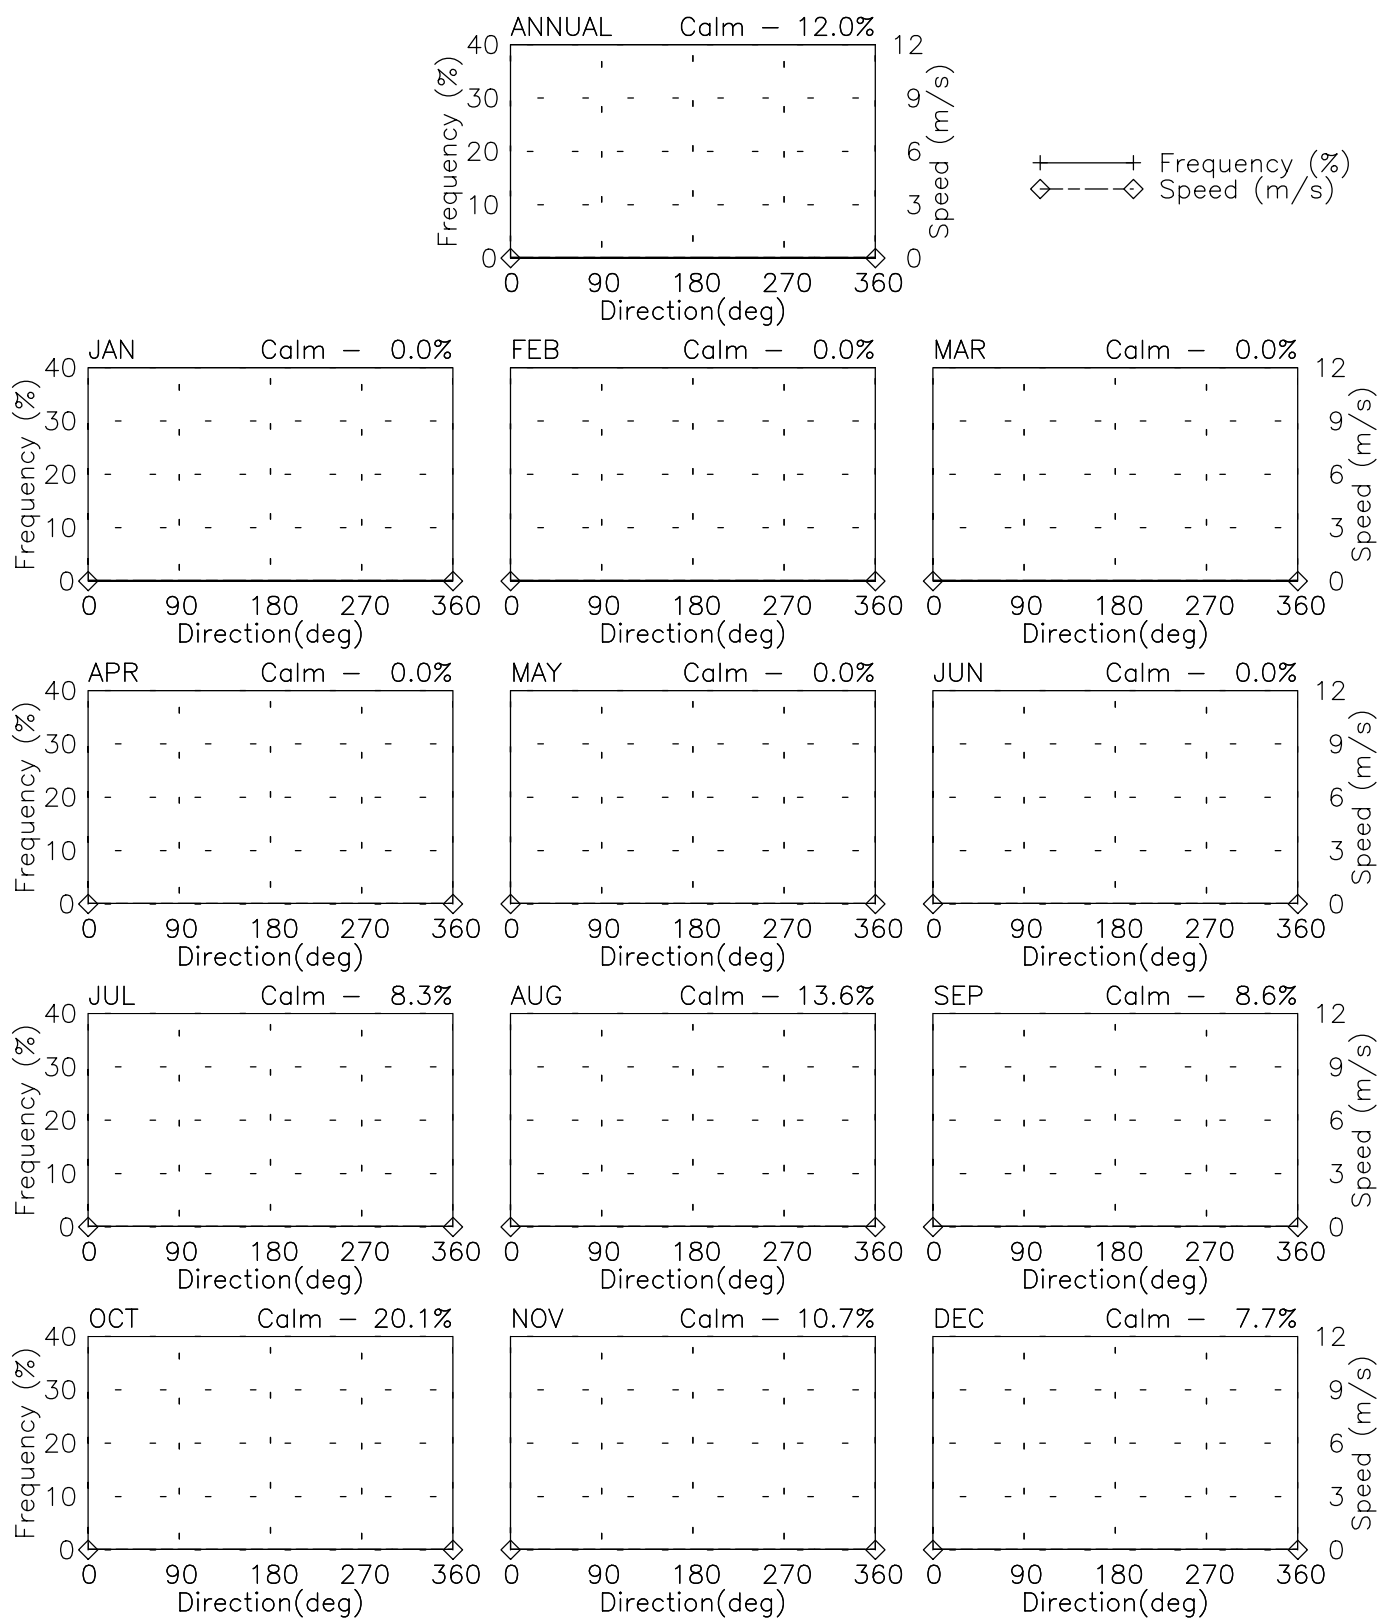 ANNUAL Calm - 12.0%
40 12
30 9
20 6
10 3
0 0
Frequency (%)
Speed (m/s)
0 90 180 270 360
Direction(deg)
Frequency (%)
Speed (m/s)
JAN Calm - 0.0% FEB Calm - 0.0% MAR Calm - 0.0%
40 12
30 9
20 6
10 3
0 0
Frequency (%)
Speed (m/s)
0 90 180 270 360 0 90 180 270 360 0 90 180 270 360
Direction(deg) Direction(deg) Direction(deg)
APR Calm - 0.0% MAY Calm - 0.0% JUN Calm - 0.0%
40 12
30 9
20 6
10 3
0 0
Frequency (%)
Speed (m/s)
0 90 180 270 360 0 90 180 270 360 0 90 180 270 360
Direction(deg) Direction(deg) Direction(deg)
JUL Calm - 8.3% AUG Calm - 13.6% SEP Calm - 8.6%
40 12
30 9
20 6
10 3
0 0
Frequency (%)
Speed (m/s)
0 90 180 270 360 0 90 180 270 360 0 90 180 270 360
Direction(deg) Direction(deg) Direction(deg)
OCT Calm - 20.1% NOV Calm - 10.7% DEC Calm - 7.7%
40 12
30 9
20 6
10 3
0 0
Frequency (%)
Speed (m/s)
0 90 180 270 360 0 90 180 270 360 0 90 180 270 360
Direction(deg) Direction(deg) Direction(deg)